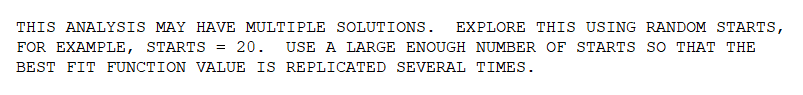 THIS ANALYSIS MAY HAVE MULTIPLE SOLUTIONS.  EXPLORE THIS USING RANDOM STARTS,
FOR EXAMPLE, STARTS = 20.  USE A LARGE ENOUGH NUMBER OF STARTS SO THAT THE
BEST FIT FUNCTION VALUE IS REPLICATED SEVERAL TIMES.